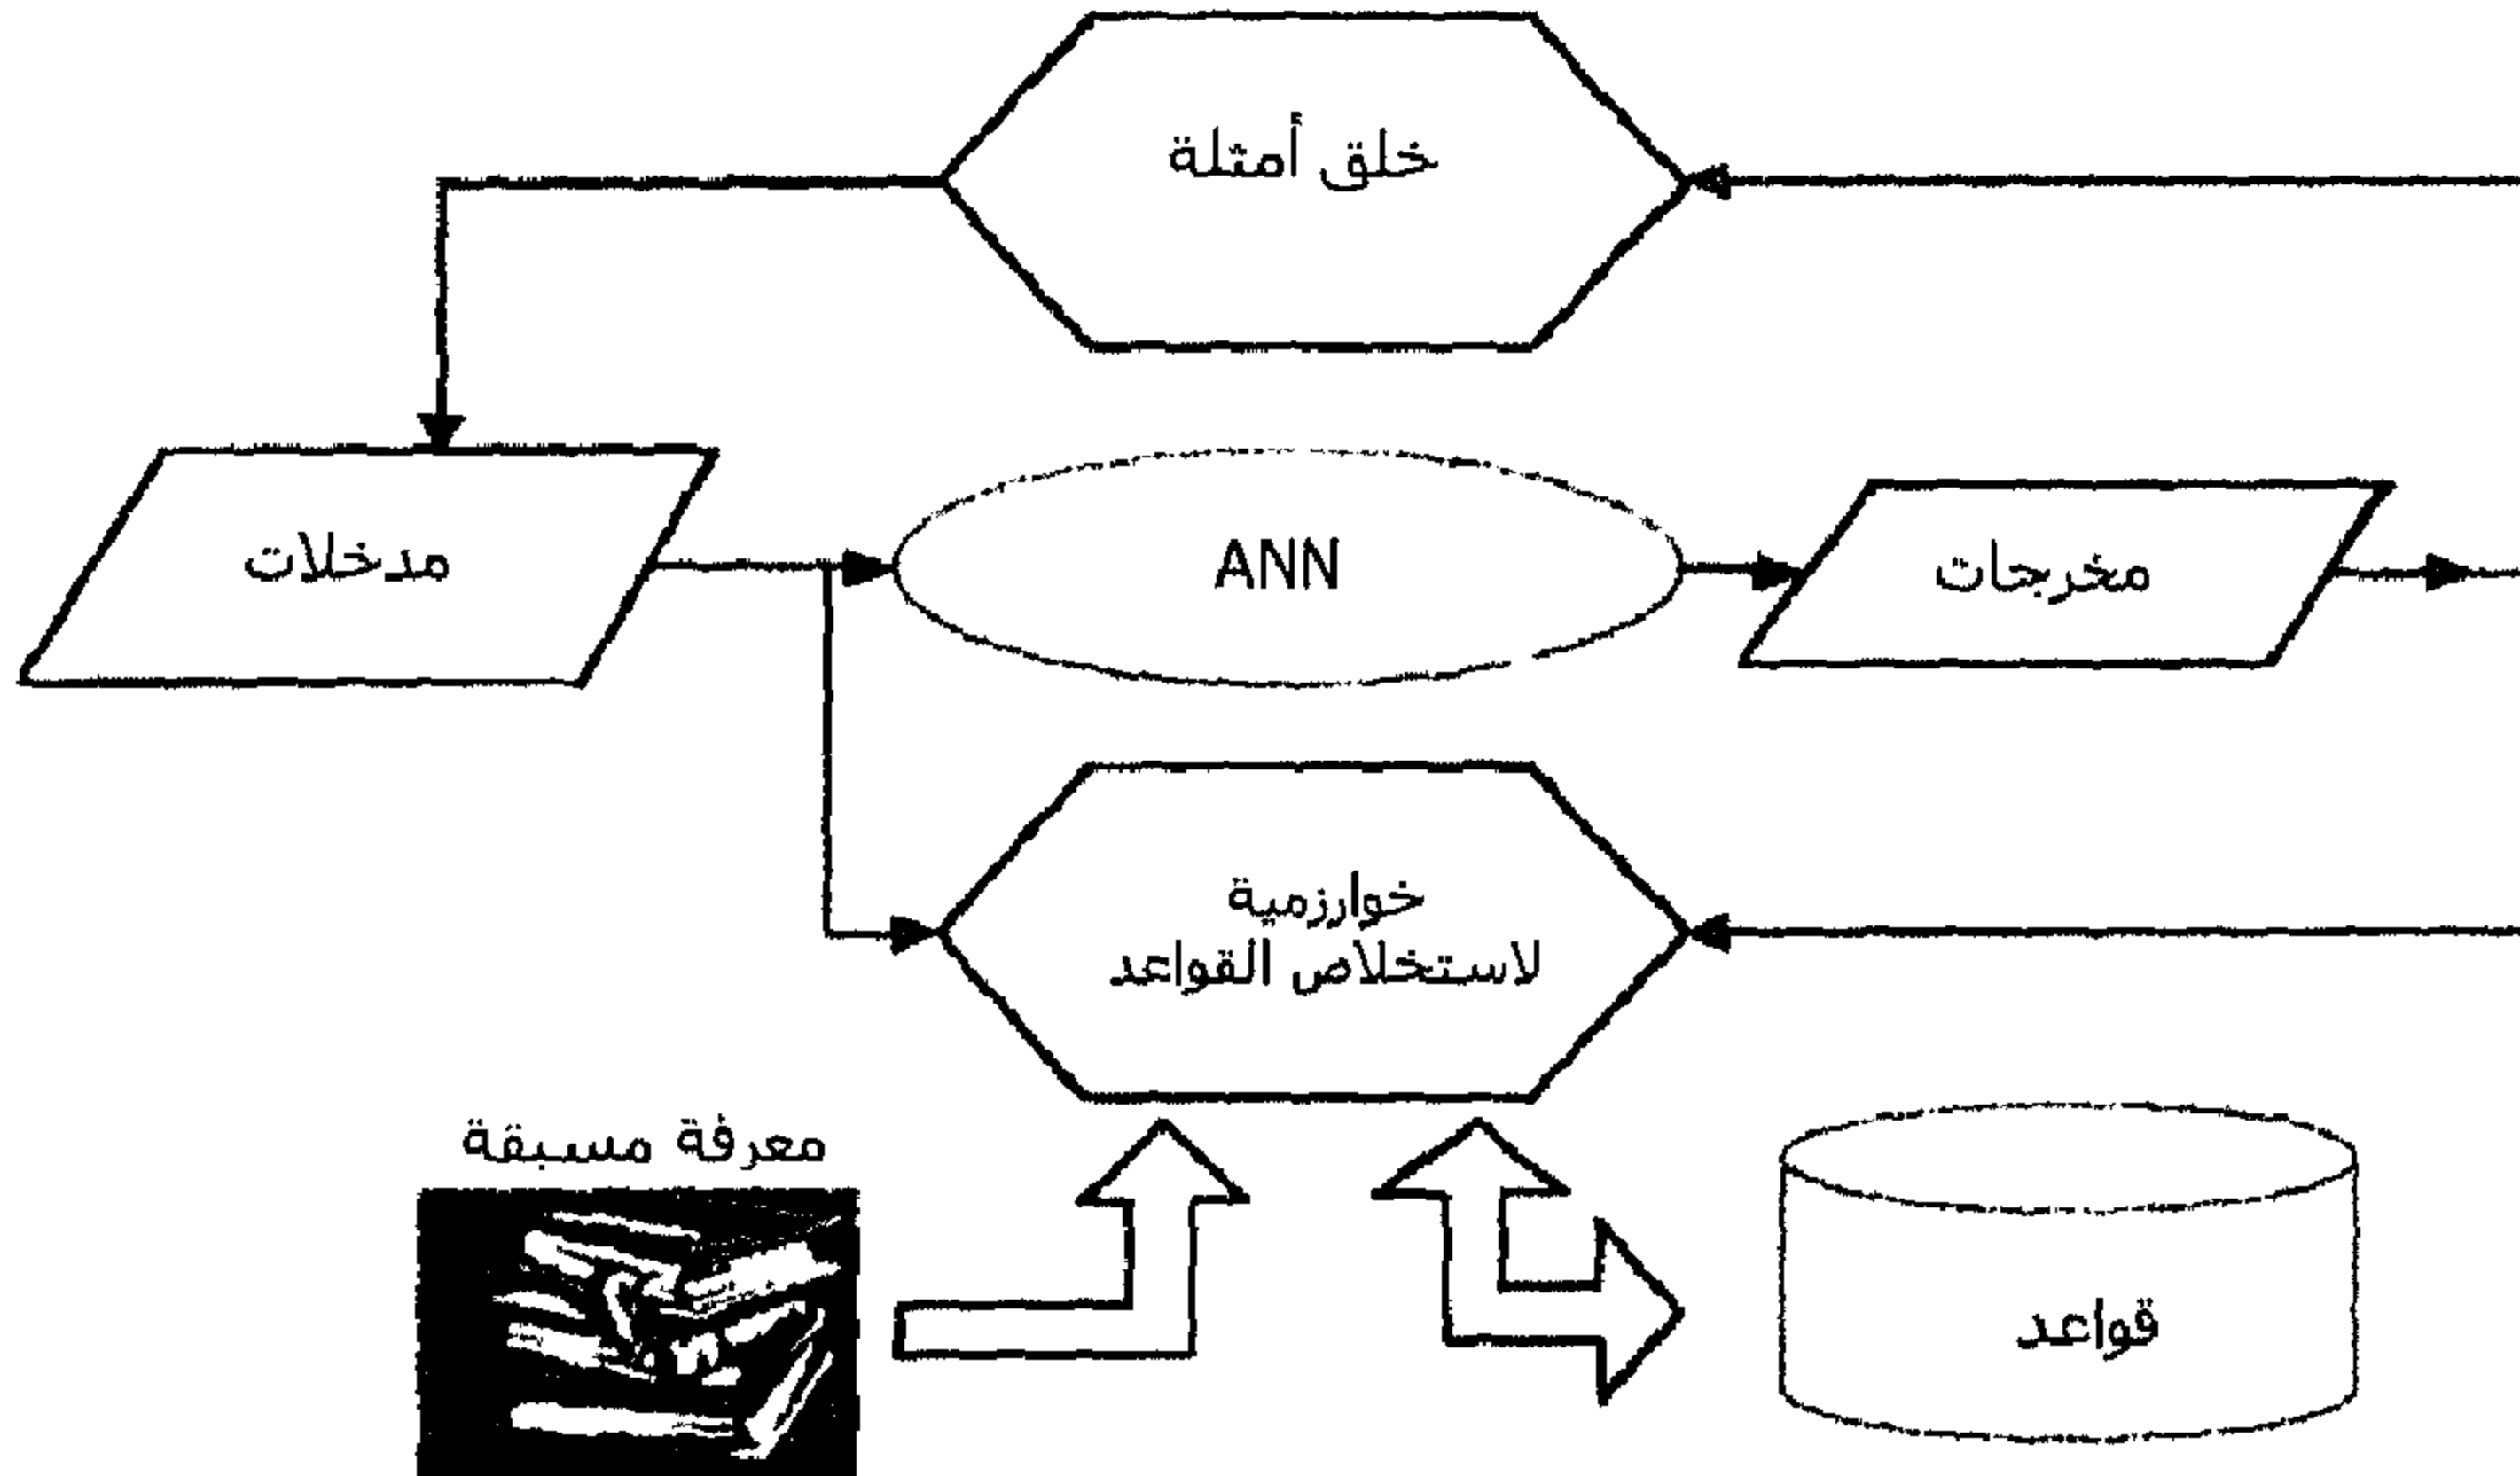 خلق أمثلة
مدخلات
ANN
مخرجات
خوارزمية
لاستخلاص القواعد
معرفة مسبقة
قواعد